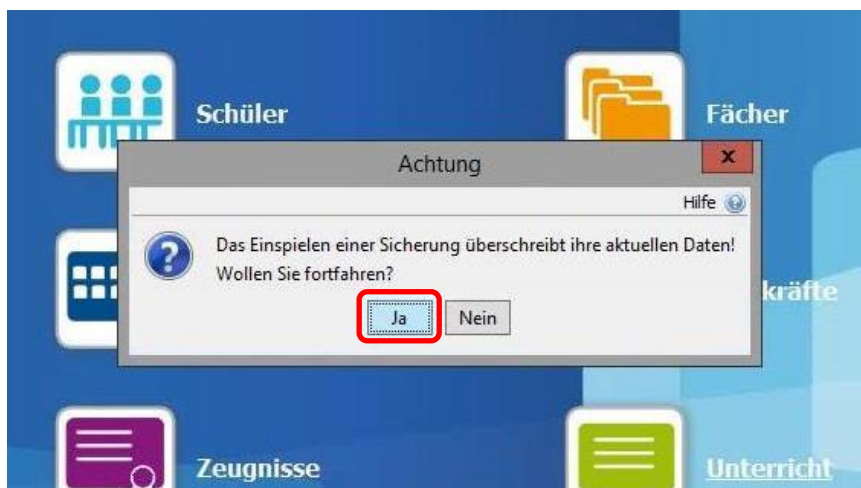 Schüler
Fächer
Achtung
x
Hilfe
Das Einspielen einer Sicherung überschreibt ihre aktuellen Daten!
Wollen Sie fortfahren?
kräfte
Ja
Nein
Zeugnisse
Unterricht